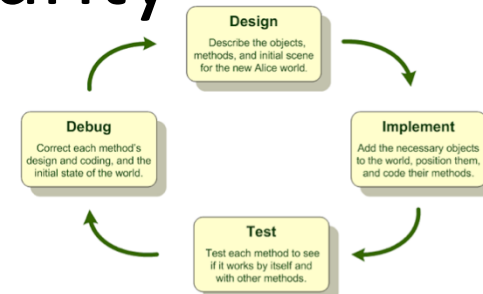 Design
Describe the objects,
methods, and initial scene
for the new Alice world.
Debug
Correct each method's
design and coding, and the
initial state of the world.
Implement
Add the necessary objects
to the world, position them,
and code their methods.
Test
Test each method to see
if it works by itself and
with other methods.